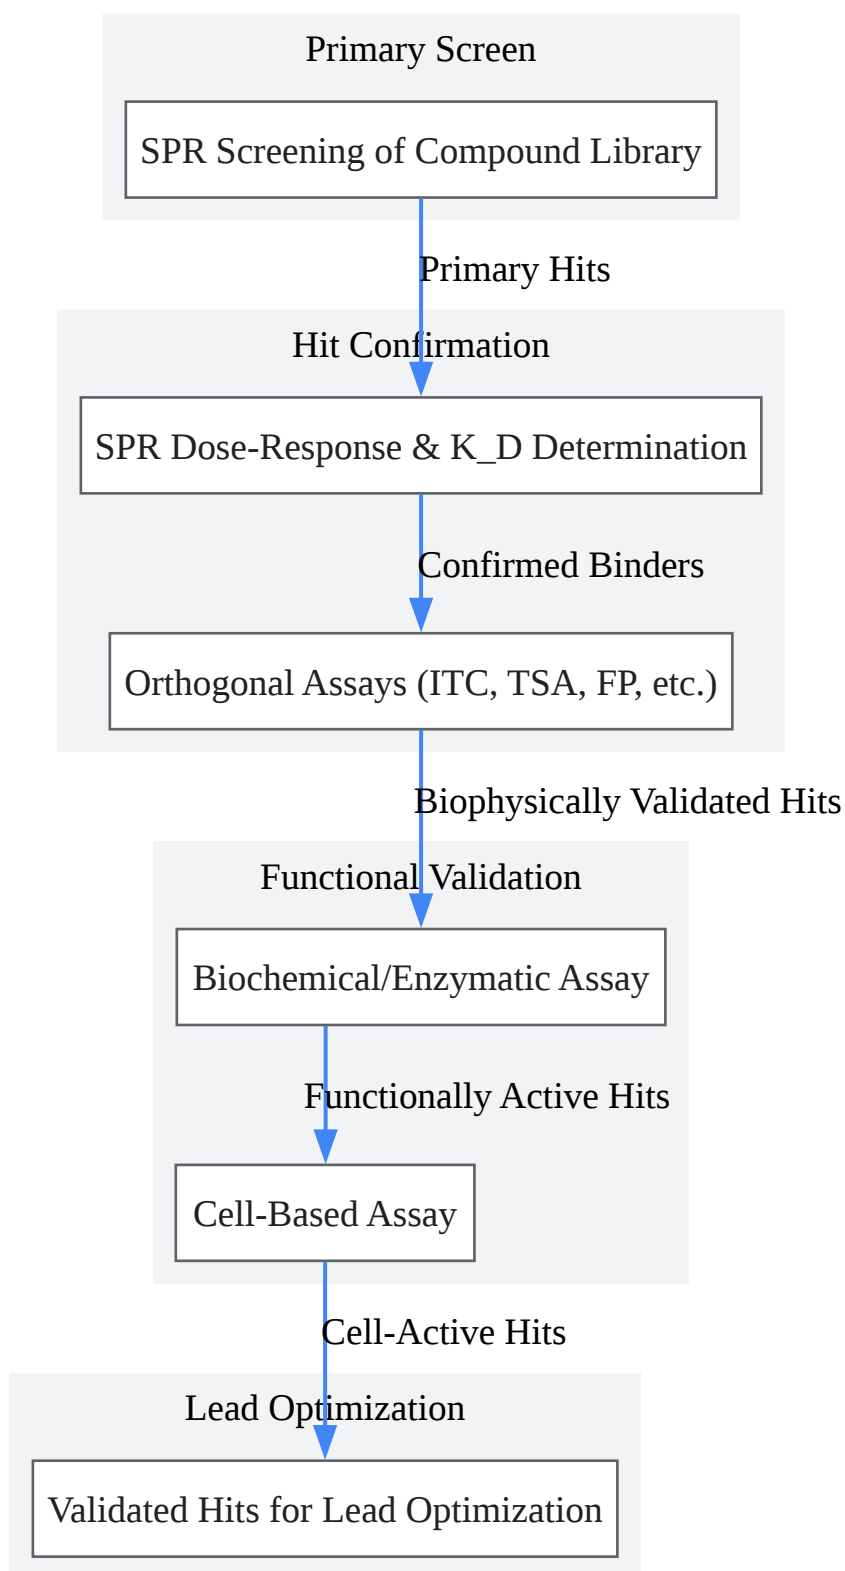 Primary Screen
SPR Screening of Compound Library
Primary Hits
Hit Confirmation
SPR Dose-Response & K_D Determination
Confirmed Binders
Orthogonal Assays (ITC, TSA, FP, etc.)
Biophysically Validated Hits
Functional Validation
Biochemical/Enzymatic Assay
Functionally Active Hits
Cell-Based Assay
Cell-Active Hits
Lead Optimization
Validated Hits for Lead Optimization